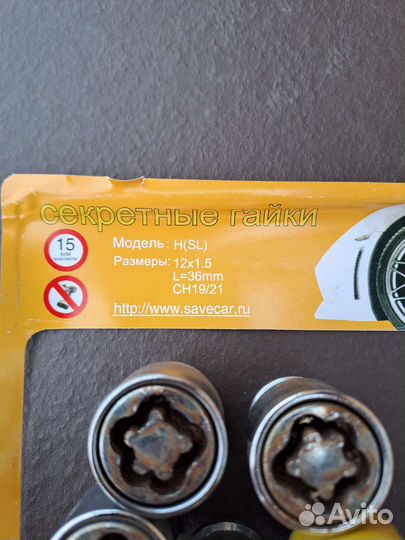 секретные гайки
Модель: H(SL)
Размеры: 12x1.5
L=36mm
CH19/21
http://www.savecar.ru
15
Avito